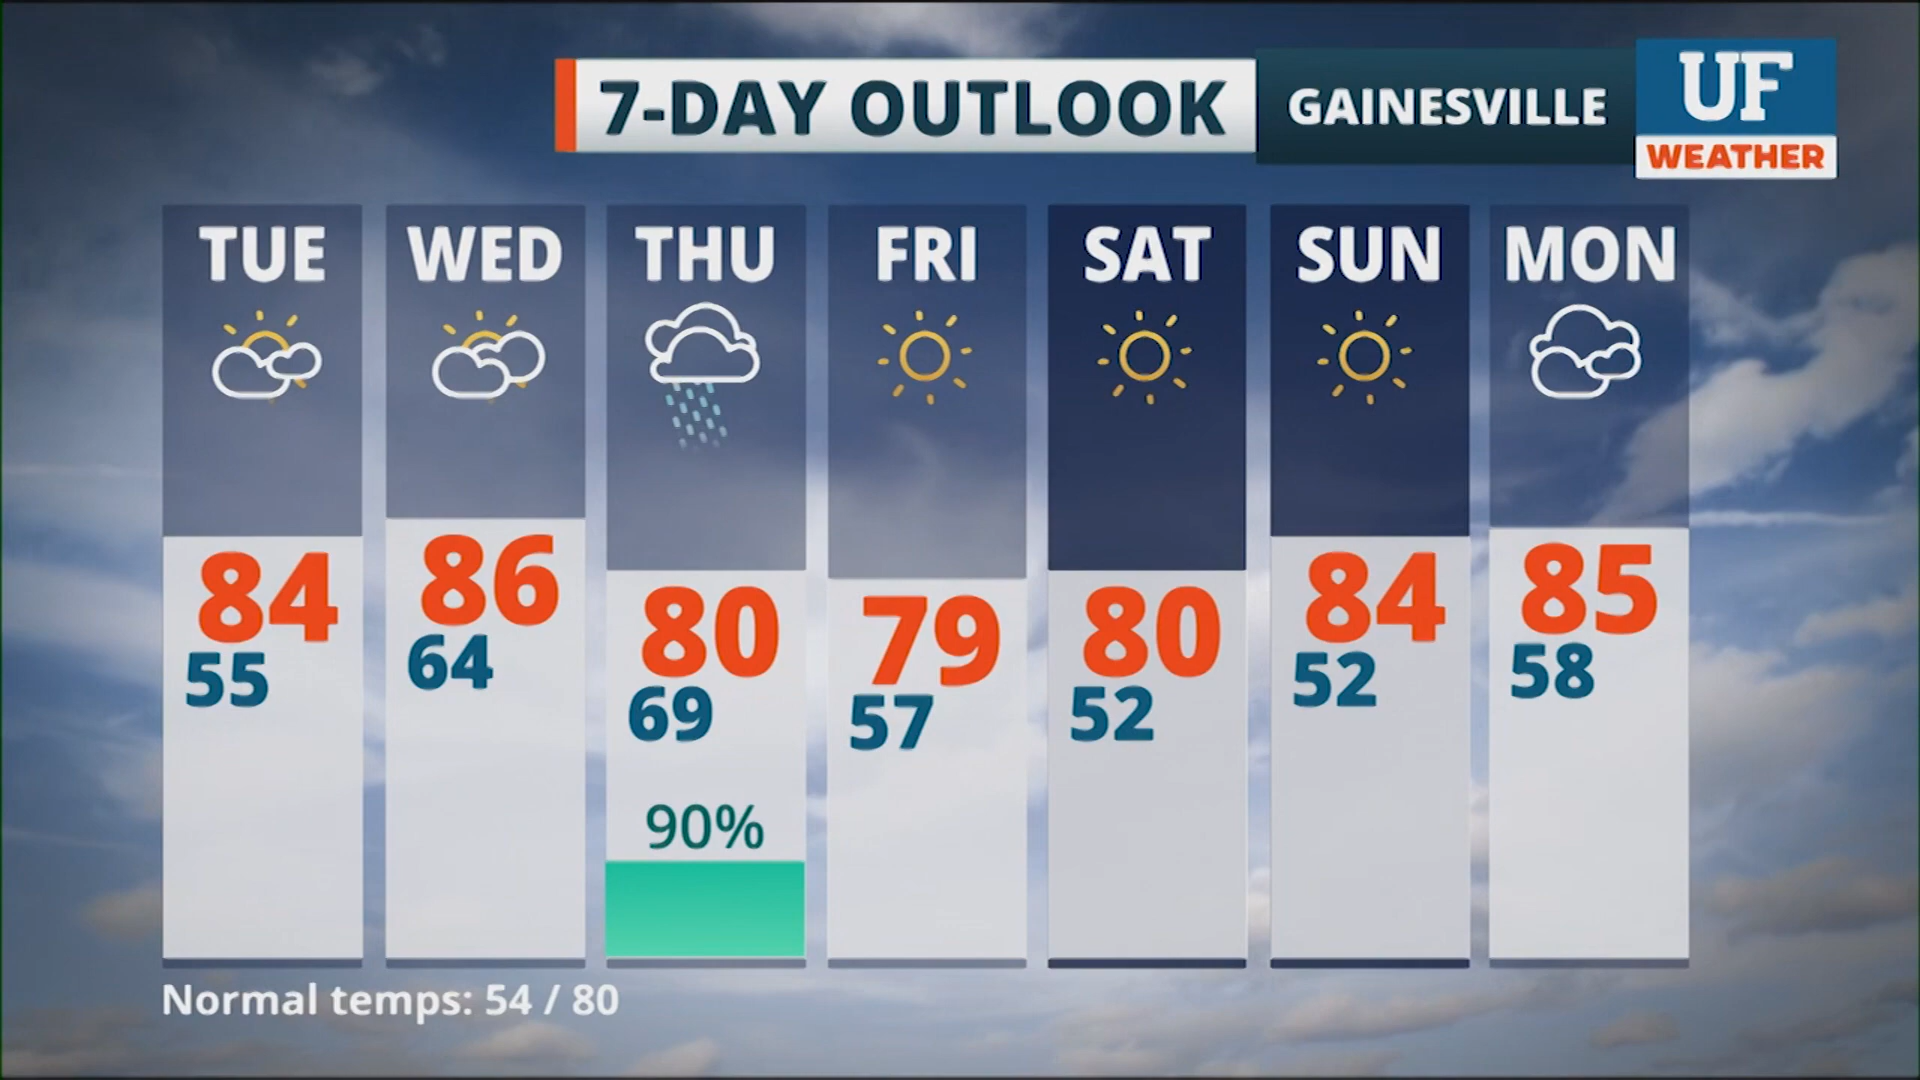 7-DAY OUTLOOK
GAINESVILLE
UF
WEATHER
TUE WED THU FRI SAT SUN MON
84 86 80 79 80 84 85
55 64 69 57 52 52 58
90%
Normal temps: 54 / 80